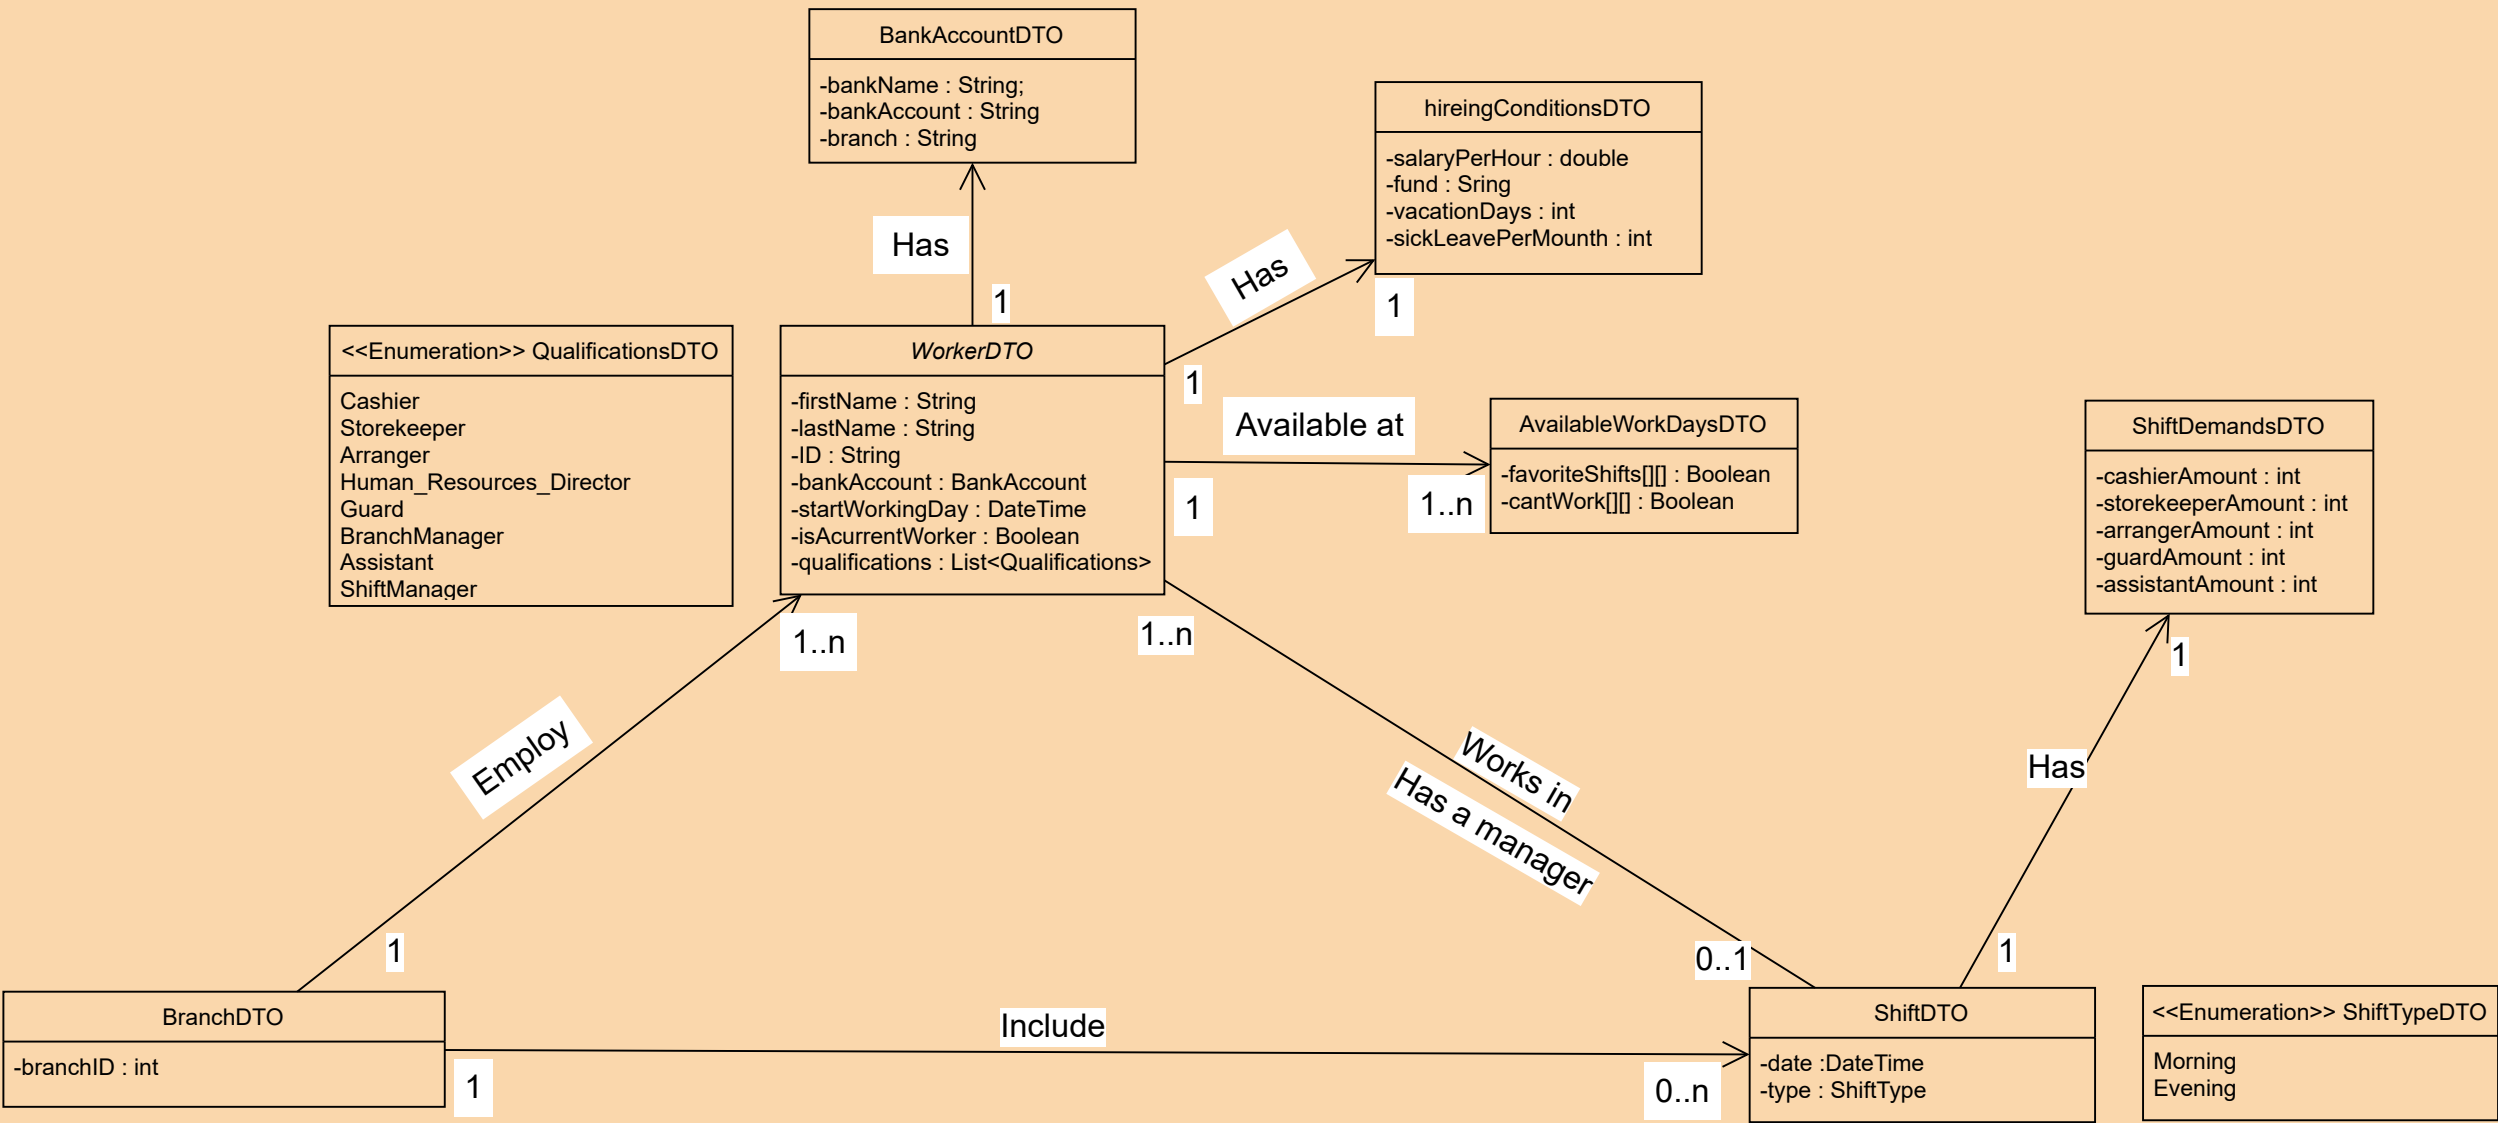 BankAccountDTO
-bankName : String;
-bankAccount : String
-branch : String
hireingConditionsDTO
-salaryPerHour : double
-fund : Sring
-vacationDays : int
-sickLeavePerMounth : int
Has
Has
1
1
1
<<Enumeration>> QualificationsDTO
Cashier
Storekeeper
Arranger
Human_Resources_Director
Guard
BranchManager
Assistant
ShiftManager
WorkerDTO
-firstName : String
-lastName : String
-ID : String
-bankAccount : BankAccount
-startWorkingDay : DateTime
-isAcurrentWorker : Boolean
-qualifications : List<Qualifications>
Available at
1
1..n
AvailableWorkDaysDTO
-favoriteShifts[][] : Boolean
-cantWork[][] : Boolean
ShiftDemandsDTO
-cashierAmount : int
-storekeeperAmount : int
-arrangerAmount : int
-guardAmount : int
-assistantAmount : int
1..n
1..n
1
Employ
Works in
Has a manager
Has
1
0..1
1
BranchDTO
-branchID : int
Include
1
0..n
ShiftDTO
-date :DateTime
-type : ShiftType
<<Enumeration>> ShiftTypeDTO
Morning
Evening